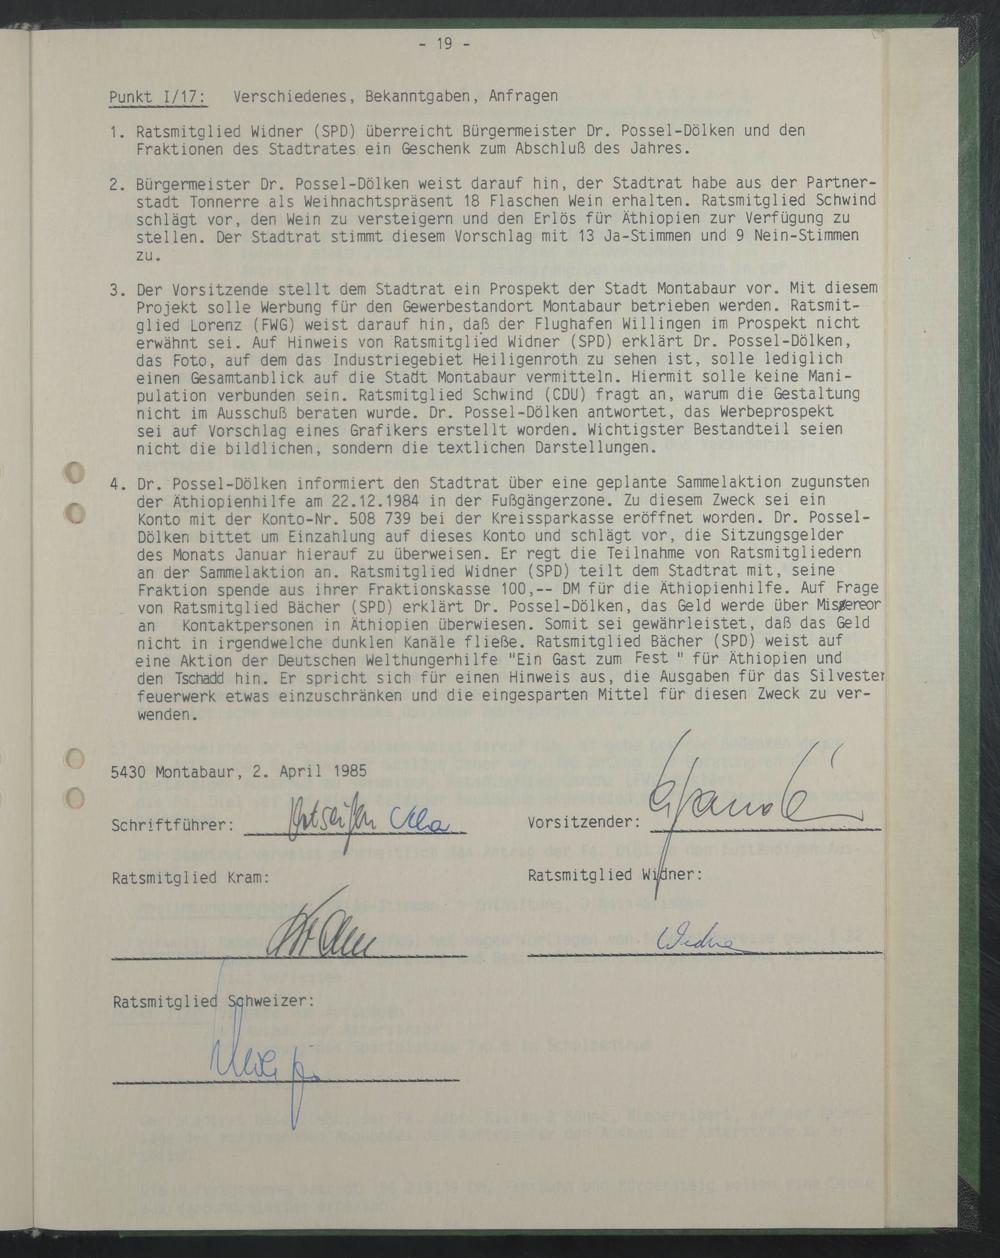 - 19 -
Punkt I/17: Verschiedenes, Bekanntgaben, Anfragen
1. Ratsmitglied Widner (SPD) überreicht Bürgermeister Dr. Possel-Dölken und den
Fraktionen des Stadtrates ein Geschenk zum Abschluß des Jahres.
2. Bürgermeister Dr. Possel-Dölken weist darauf hin, der Stadtrat habe aus der Partner-
stadt Tonnerre als Weihnachtspräsent 18 Flaschen Wein erhalten. Ratsmitglied Schwind
schlägt vor, den Wein zu versteigern und den Erlös für Äthiopien zur Verfügung zu
stellen. Der Stadtrat stimmt diesem Vorschlag mit 13 Ja-Stimmen und 9 Nein-Stimmen
zu.
3. Der Vorsitzende stellt dem Stadtrat ein Prospekt der Stadt Montabaur vor. Mit diesem
Projekt solle Werbung für den Gewerbestandort Montabaur betrieben werden. Ratsmit-
glied Lorenz (FWG) weist darauf hin, daß der Flughafen Willingen im Prospekt nicht
erwähnt sei. Auf Hinweis von Ratsmitglied Widner (SPD) erklärt Dr. Possel-Dölken,
das Foto, auf dem das Industriegebiet Heiligenroth zu sehen ist, solle lediglich
einen Gesamtanblick auf die Stadt Montabaur vermitteln. Hiermit solle keine Mani-
pulation verbunden sein. Ratsmitglied Schwind (CDU) fragt an, warum die Gestaltung
nicht im Ausschuß beraten wurde. Dr. Possel-Dölken antwortet, das Werbeprospekt
sei auf Vorschlag eines Grafikers erstellt worden. Wichtigster Bestandteil seien
nicht die bildlichen, sondern die textlichen Darstellungen.
4. Dr. Possel-Dölken informiert den Stadtrat über eine geplante Sammelaktion zugunsten
der Äthiopienhilfe am 22.12.1984 in der Fußgängerzone. Zu diesem Zweck sei ein
Konto mit der Konto-Nr. 508 739 bei der Kreissparkasse eröffnet worden. Dr. Possel-
Dölken bittet um Einzahlung auf dieses Konto und schlägt vor, die Sitzungsgelder
des Monats Januar hierauf zu überweisen. Er regt die Teilnahme von Ratsmitgliedern
an der Sammelaktion an. Ratsmitglied Widner (SPD) teilt dem Stadtrat mit, seine
Fraktion spende aus ihrer Fraktionskasse 100,-- DM für die Äthiopienhilfe. Auf Frage
von Ratsmitglied Bächer (SPD) erklärt Dr. Possel-Dölken, das Geld werde über Misereor
an Kontaktpersonen in Äthiopien überwiesen. Somit sei gewährleistet, daß das Geld
nicht in irgendwelche dunklen Kanäle fließe. Ratsmitglied Bächer (SPD) weist auf
eine Aktion der Deutschen Welthungerhilfe "Ein Gast zum Fest " für Äthiopien und
den Tschadd hin. Er spricht sich für einen Hinweis aus, die Ausgaben für das Silvester
feuerwerk etwas einzuschränken und die eingesparten Mittel für diesen Zweck zu ver-
wenden.
5430 Montabaur, 2. April 1985
Schriftführer: Vorsitzender:
Ratsmitglied Kram: Ratsmitglied Widner:
Widner
Ratsmitglied Schweizer: